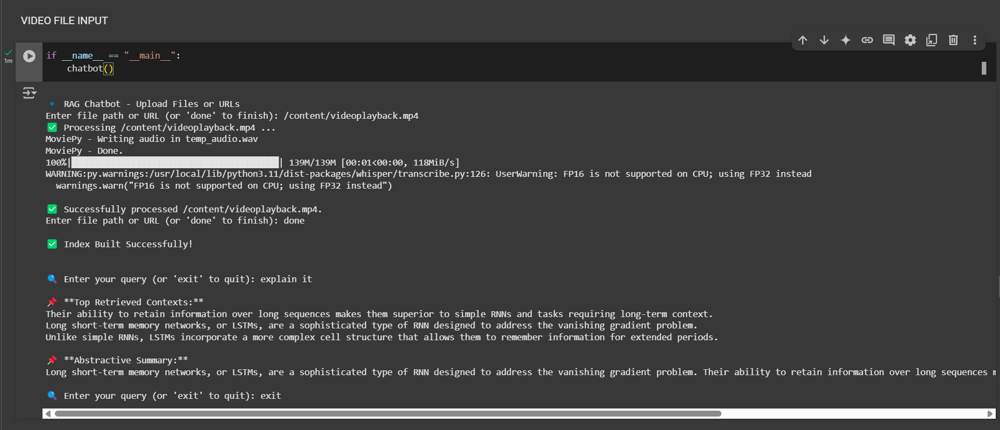 VIDEO FILE INPUT
1m
if __name__ == "__main__":
    chatbot()
🔹 RAG Chatbot - Upload Files or URLs
Enter file path or URL (or 'done' to finish): /content/videoplayback.mp4
✅ Processing /content/videoplayback.mp4 ...
MoviePy - Writing audio in temp_audio.wav
MoviePy - Done.
100%|████████████████████████████████████████| 139M/139M [00:01<00:00, 118MiB/s]
WARNING:py.warnings:/usr/local/lib/python3.11/dist-packages/whisper/transcribe.py:126: UserWarning: FP16 is not supported on CPU; using FP32 instead
  warnings.warn("FP16 is not supported on CPU; using FP32 instead")
✅ Successfully processed /content/videoplayback.mp4.
Enter file path or URL (or 'done' to finish): done
✅ Index Built Successfully!
🔍 Enter your query (or 'exit' to quit): explain it
📌 **Top Retrieved Contexts:**
Their ability to retain information over long sequences makes them superior to simple RNNs and tasks requiring long-term context.
Long short-term memory networks, or LSTMs, are a sophisticated type of RNN designed to address the vanishing gradient problem.
Unlike simple RNNs, LSTMs incorporate a more complex cell structure that allows them to remember information for extended periods.
📌 **Abstractive Summary:**
Long short-term memory networks, or LSTMs, are a sophisticated type of RNN designed to address the vanishing gradient problem. Their ability to retain information over long sequences
🔍 Enter your query (or 'exit' to quit): exit